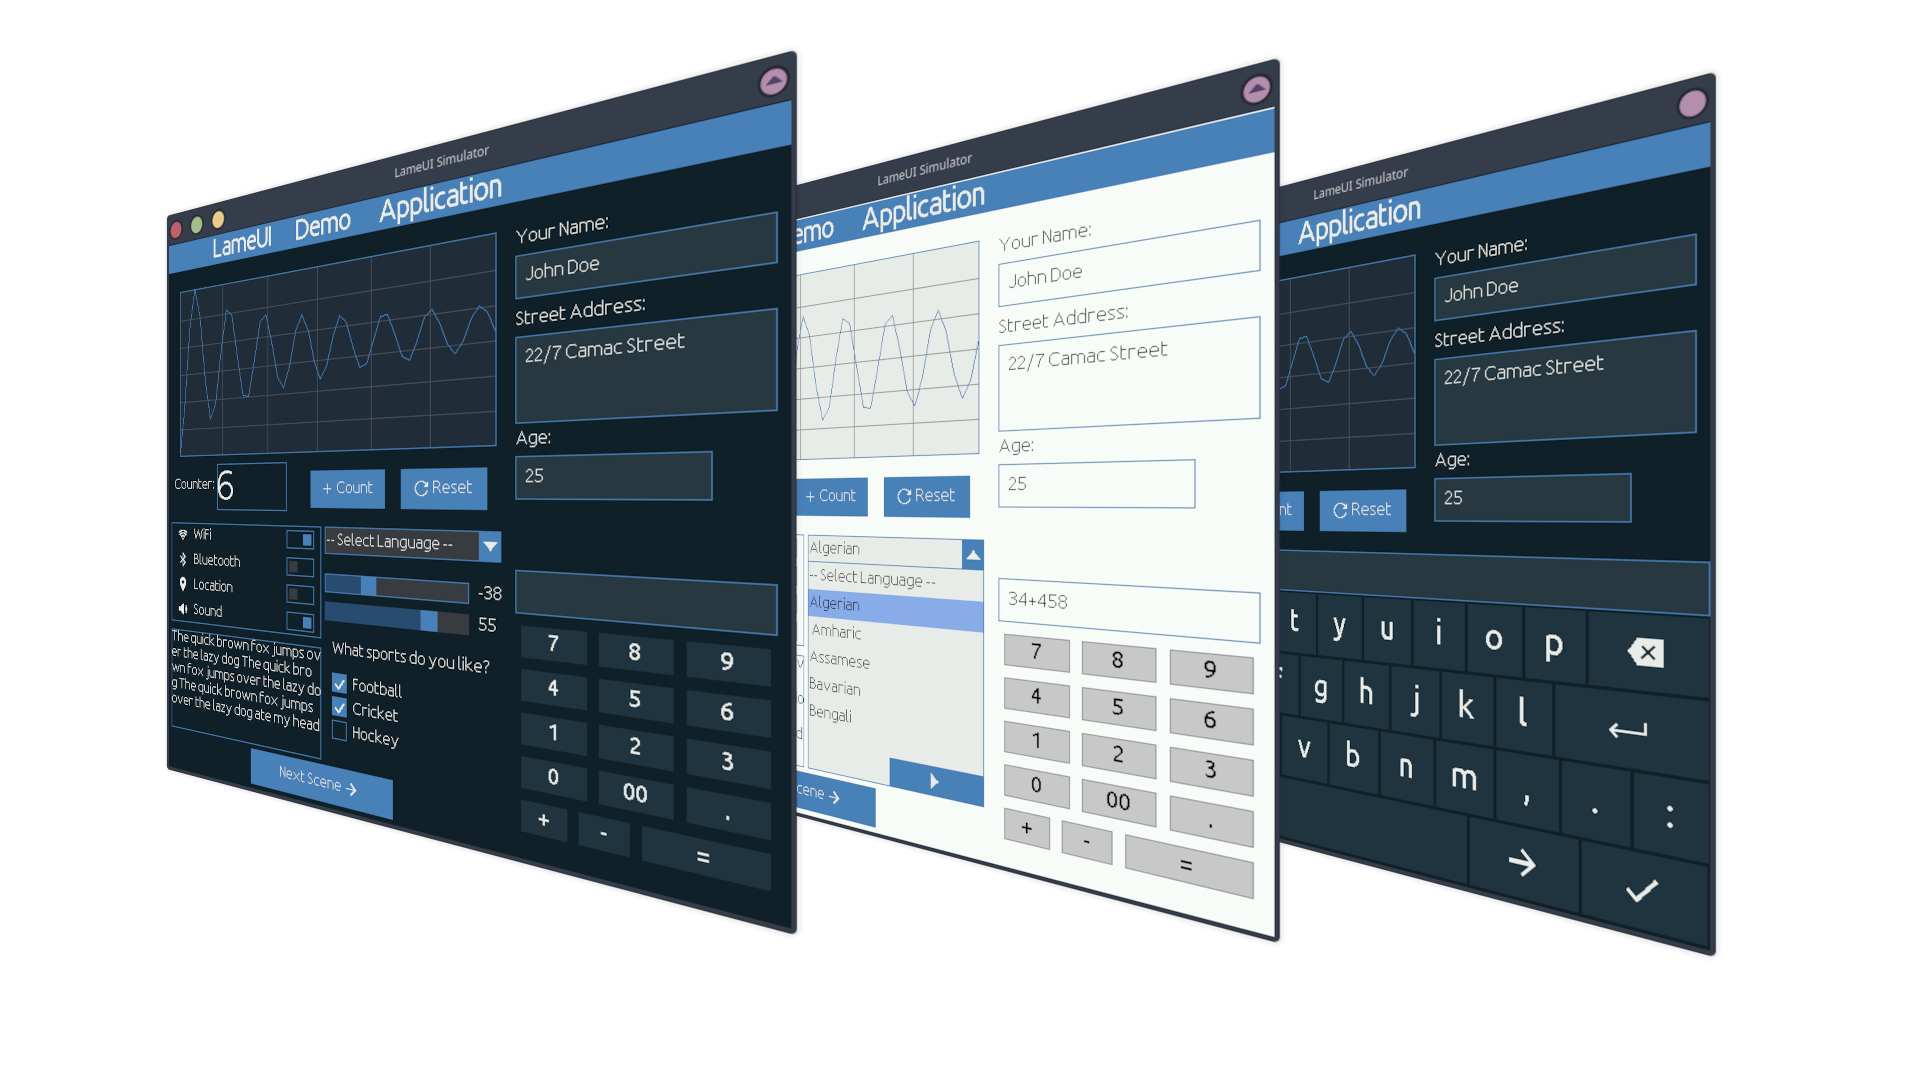 LameUI Simulator
LameUI Demo Application
Your Name:
John Doe
Street Address:
22/7 Camac Street
Age:
25
Counter: 6
+ Count
Reset
WiFi
Bluetooth
Location
Sound
-- Select Language --
-38
55
The quick brown fox jumps ov
er the lazy dog The quick bro
wn fox jumps over the lazy do
g The quick brown fox jumps
over the lazy dog ate my head
What sports do you like?
Football
Cricket
Hockey
Next Scene →
7 8 9
4 5 6
1 2 3
0 00 .
+ - =
LameUI Simulator
emo Application
Your Name:
John Doe
Street Address:
22/7 Camac Street
Age:
25
+ Count
Reset
Algerian
-- Select Language --
Algerian
Amharic
Assamese
Bavarian
Bengali
cene →
34+458
7 8 9
4 5 6
1 2 3
0 00 .
+ - =
LameUI Simulator
Application
Your Name:
John Doe
Street Address:
22/7 Camac Street
Age:
25
nt
Reset
t y u i o p
g h j k l
v b n m , . :